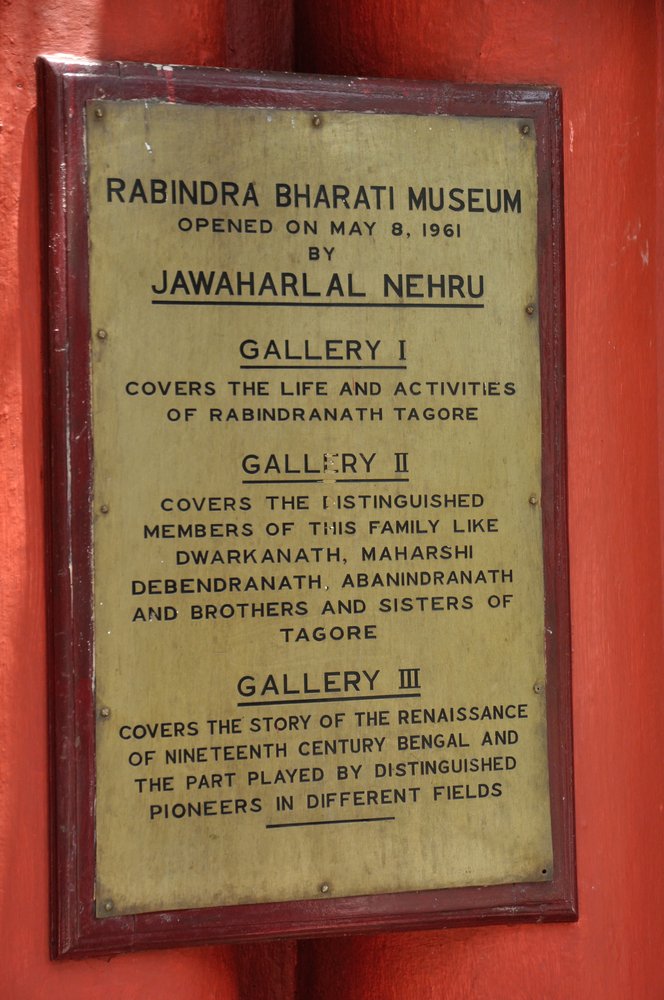 RABINDRA BHARATI MUSEUM
OPENED ON MAY 8, 1961
BY
JAWAHARLAL NEHRU
GALLERY I
COVERS THE LIFE AND ACTIVITIES
OF RABINDRANATH TAGORE
GALLERY II
COVERS THE DISTINGUISHED
MEMBERS OF THIS FAMILY LIKE
DWARKANATH, MAHARSHI
DEBENDRANATH, ABANINDRANATH
AND BROTHERS AND SISTERS OF
TAGORE
GALLERY III
COVERS THE STORY OF THE RENAISSANCE
OF NINETEENTH CENTURY BENGAL AND
THE PART PLAYED BY DISTINGUISHED
PIONEERS IN DIFFERENT FIELDS